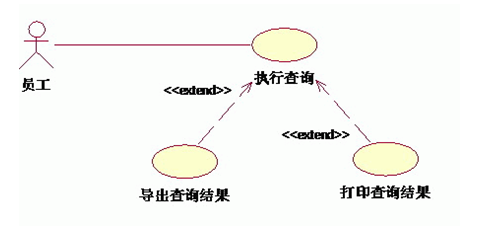 员工
执行查询
<<extend>>
<<extend>>
导出查询结果
打印查询结果